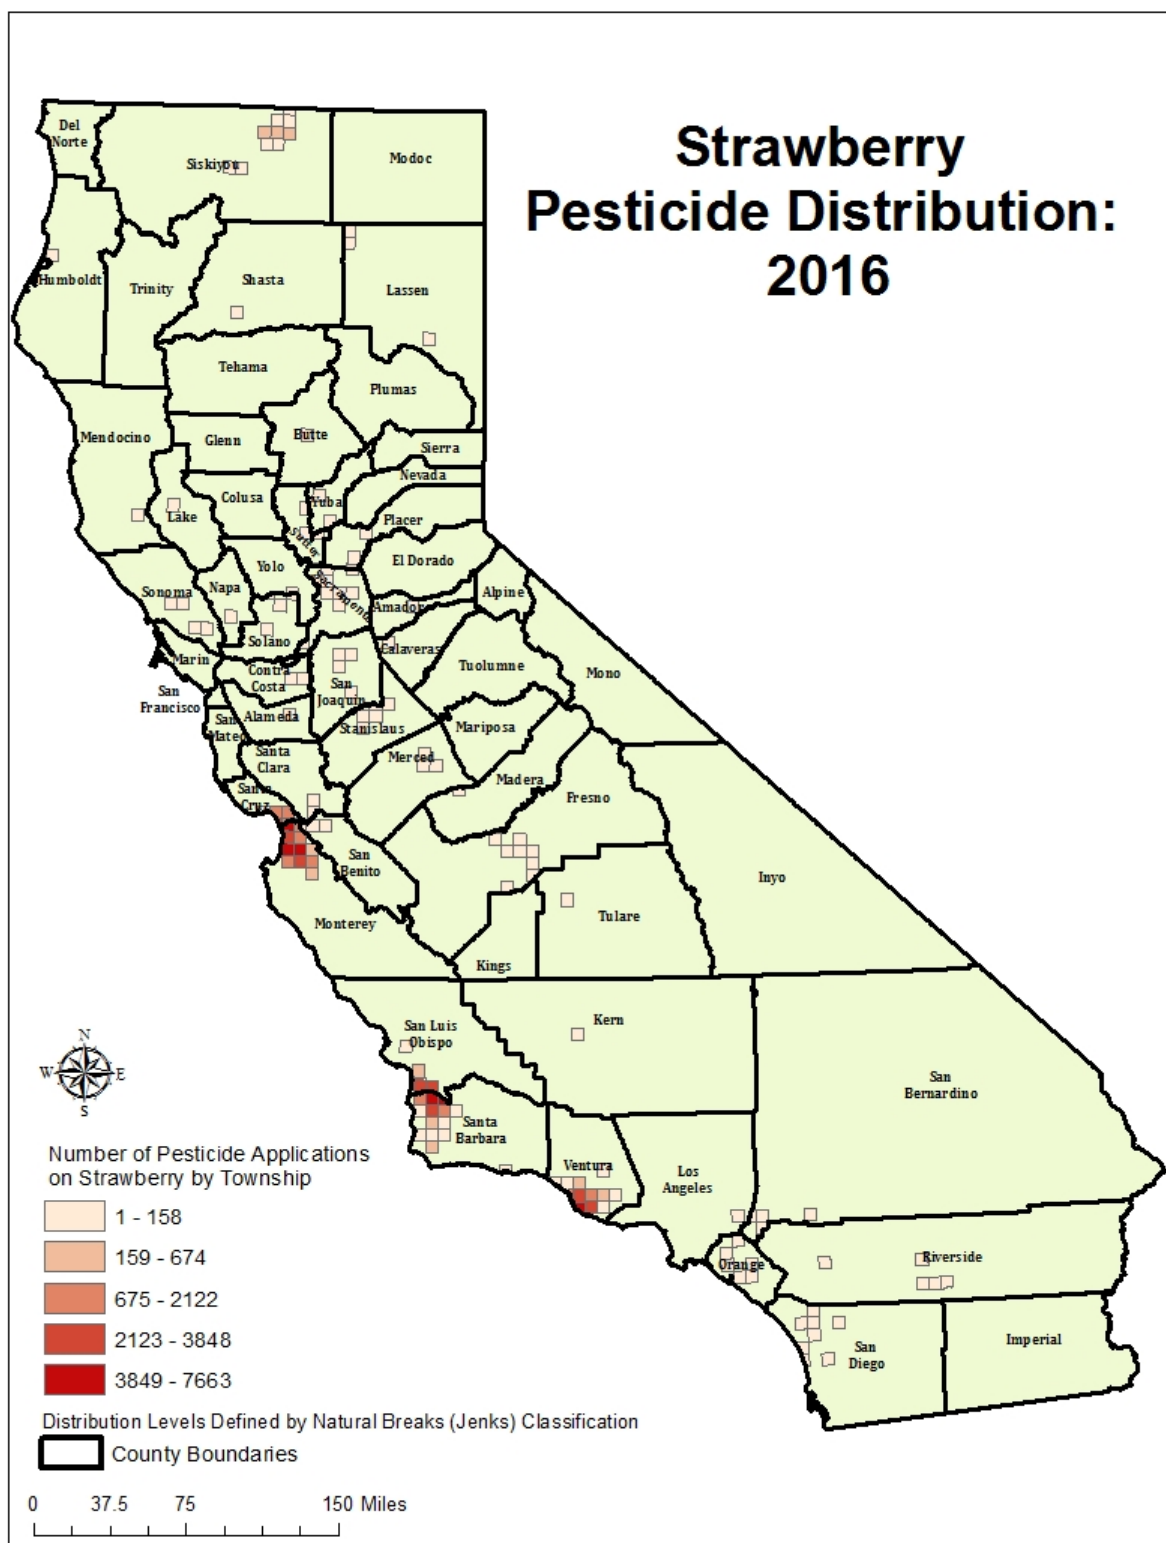 Strawberry
Pesticide Distribution:
2016
Del
Norte
Siskiyou
Modoc
Humboldt
Trinity
Shasta
Lassen
Tehama
Plumas
Mendocino
Glenn
Butte
Sierra
Nevada
Colusa
Yuba
Lake
Placer
Sutter
Yolo
El Dorado
Sonoma
Napa
Sacramento
Amador
Alpine
Solano
Calaveras
Marin
Tuolumne
Mono
Contra
Costa
San
Joaquin
San
Francisco
San
Mateo
Alameda
Stanislaus
Mariposa
Santa
Clara
Merced
Madera
Santa
Cruz
Fresno
San
Benito
Inyo
Monterey
Tulare
Kings
San Luis
Obispo
Kern
San
Bernardino
N
W
E
S
Santa
Barbara
Ventura
Los
Angeles
Orange
Riverside
San
Diego
Imperial
Number of Pesticide Applications
on Strawberry by Township
1 - 158
159 - 674
675 - 2122
2123 - 3848
3849 - 7663
Distribution Levels Defined by Natural Breaks (Jenks) Classification
County Boundaries
0 37.5 75 150 Miles